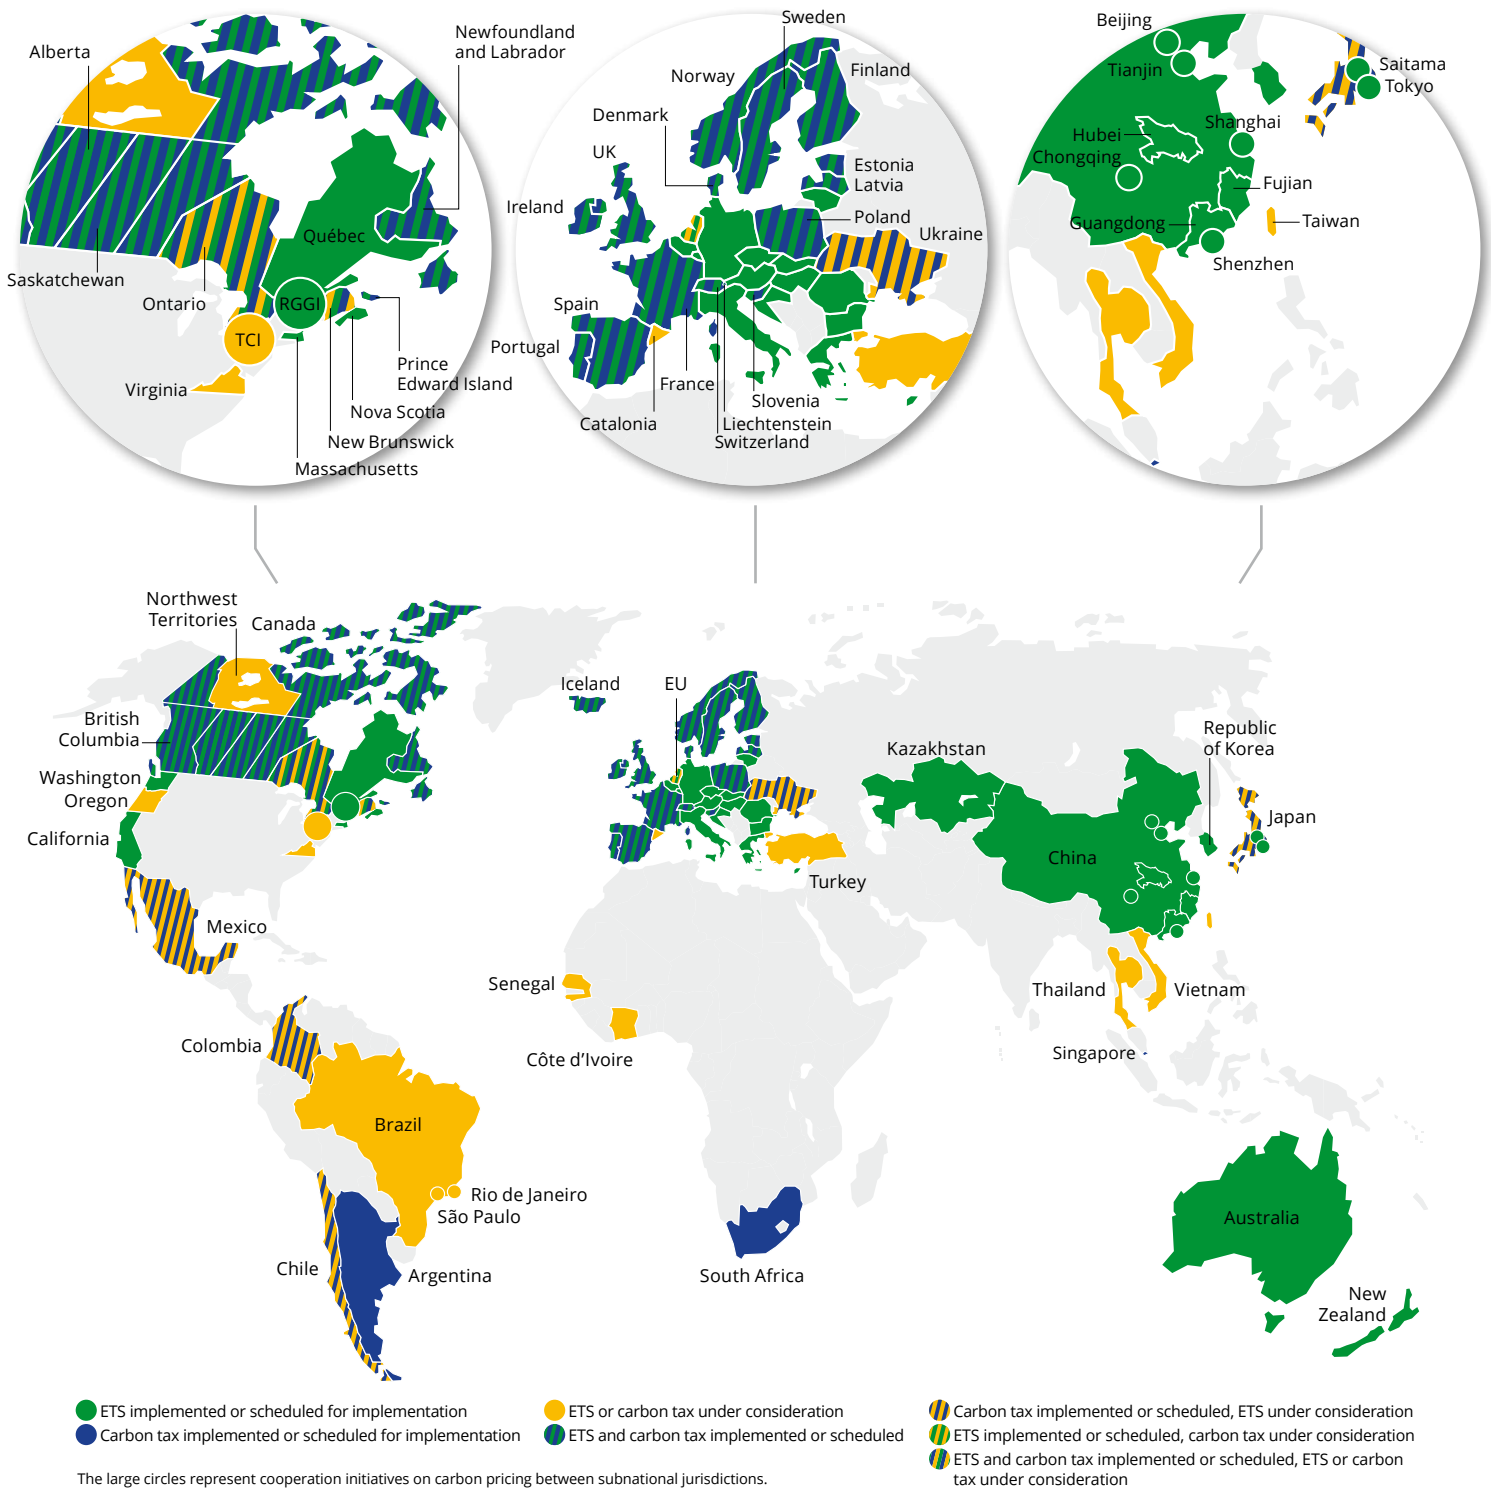 Alberta
Newfoundland
and Labrador
Saskatchewan
Ontario
Québec
RGGI
TCI
Virginia
Prince
Edward Island
Nova Scotia
New Brunswick
Massachusetts
Sweden
Norway
Finland
Denmark
UK
Estonia
Latvia
Ireland
Poland
Ukraine
Spain
Portugal
France
Slovenia
Catalonia
Liechtenstein
Switzerland
Beijing
Tianjin
Saitama
Tokyo
Hubei
Shanghai
Chongqing
Fujian
Guangdong
Taiwan
Shenzhen
Northwest
Territories
Canada
British
Columbia
Washington
Oregon
California
Mexico
Colombia
Brazil
Rio de Janeiro
São Paulo
Chile
Argentina
Iceland
EU
Turkey
Senegal
Côte d’Ivoire
South Africa
Kazakhstan
Republic
of Korea
Japan
China
Thailand
Vietnam
Singapore
Australia
New
Zealand
ETS implemented or scheduled for implementation
Carbon tax implemented or scheduled for implementation
ETS or carbon tax under consideration
ETS and carbon tax implemented or scheduled
Carbon tax implemented or scheduled, ETS under consideration
ETS implemented or scheduled, carbon tax under consideration
ETS and carbon tax implemented or scheduled, ETS or carbon
tax under consideration
The large circles represent cooperation initiatives on carbon pricing between subnational jurisdictions.